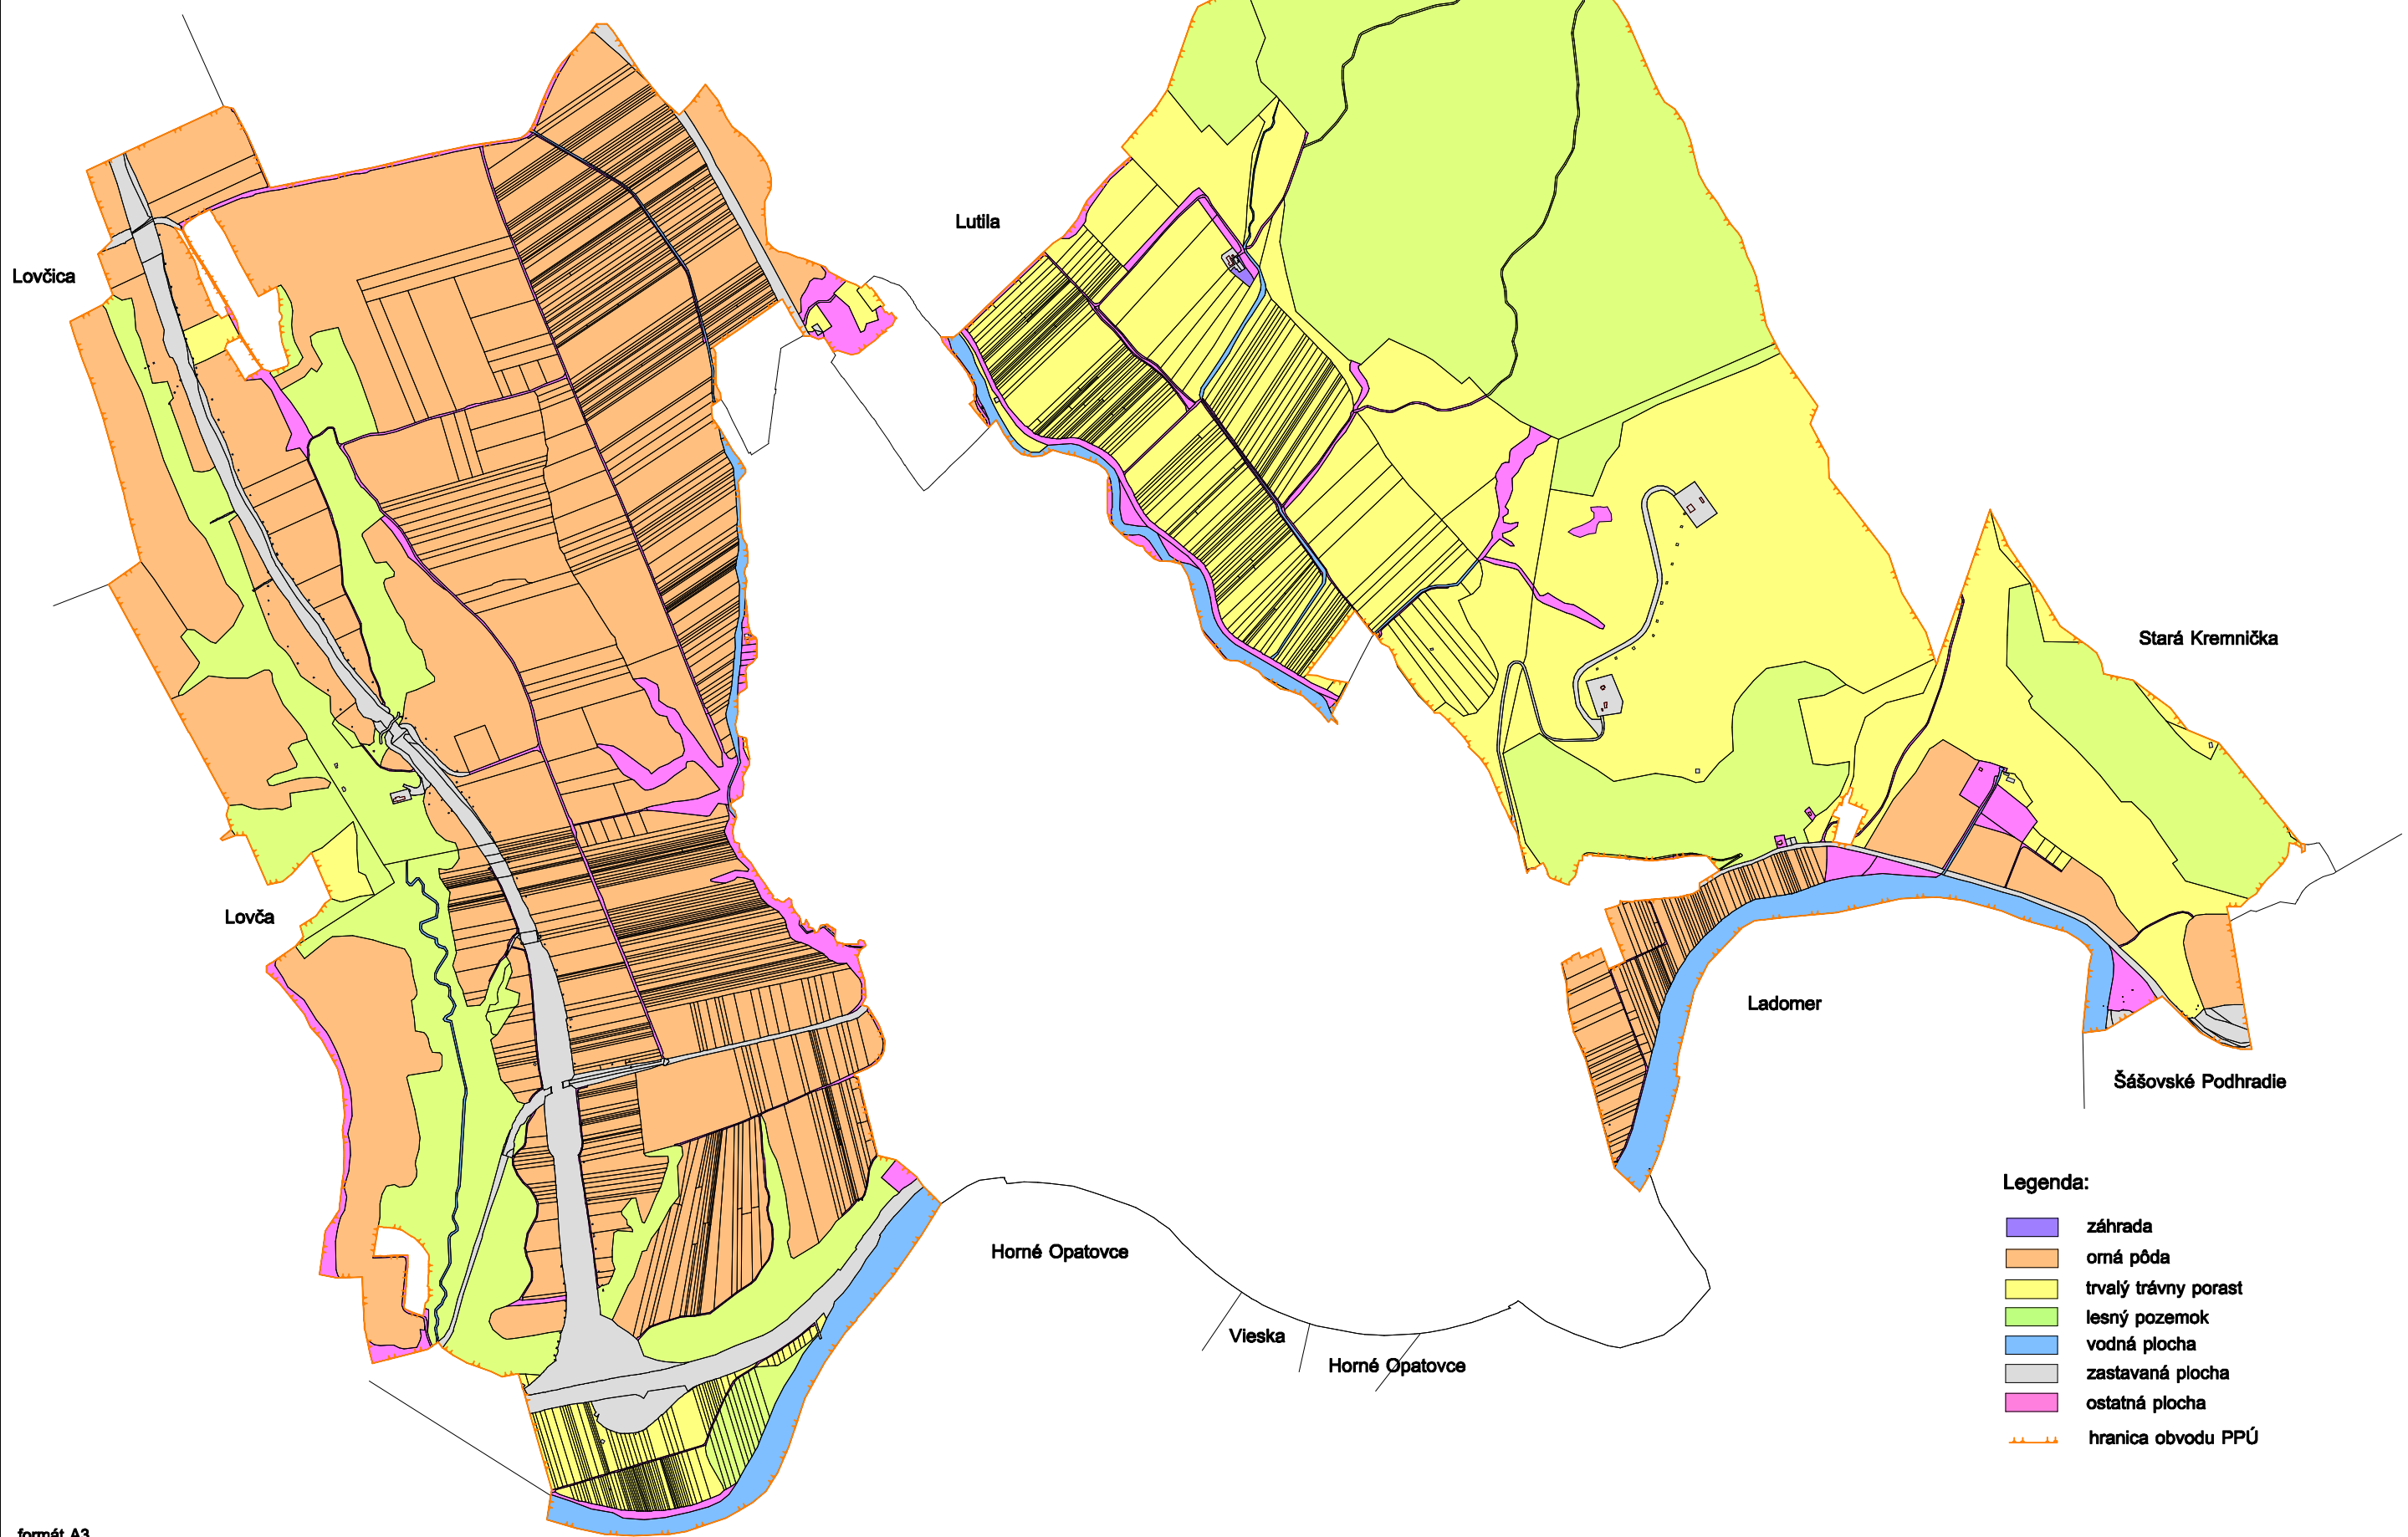 Lutila
Lovčica
Stará Kremnička
Lovča
Ladomer
Šášovské Podhradie
Horné Opatovce
Vieska
Horné Opatovce
Legenda:
záhrada
orná pôda
trvalý trávny porast
lesný pozemok
vodná plocha
zastavaná plocha
ostatná plocha
hranica obvodu PPÚ
formát A3